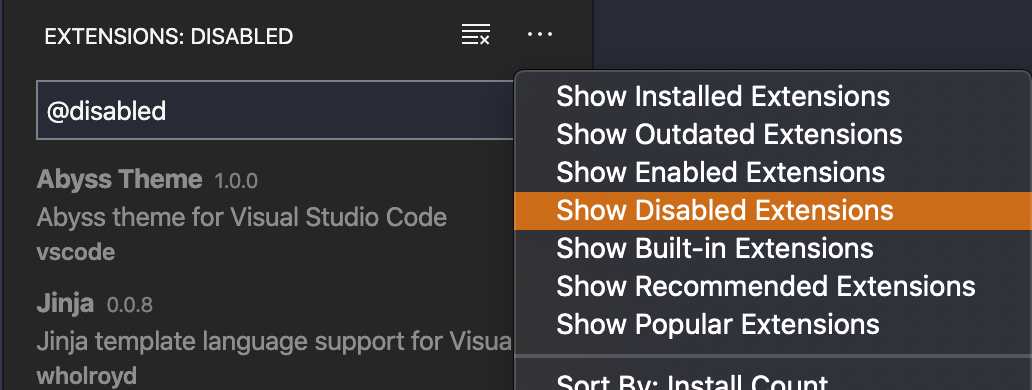 EXTENSIONS: DISABLED
@disabled
Abyss Theme 1.0.0
Abyss theme for Visual Studio Code
vscode
Jinja 0.0.8
Jinja template language support for Visua
wholroyd
Show Installed Extensions
Show Outdated Extensions
Show Enabled Extensions
Show Disabled Extensions
Show Built-in Extensions
Show Recommended Extensions
Show Popular Extensions
Sort By: Install Count